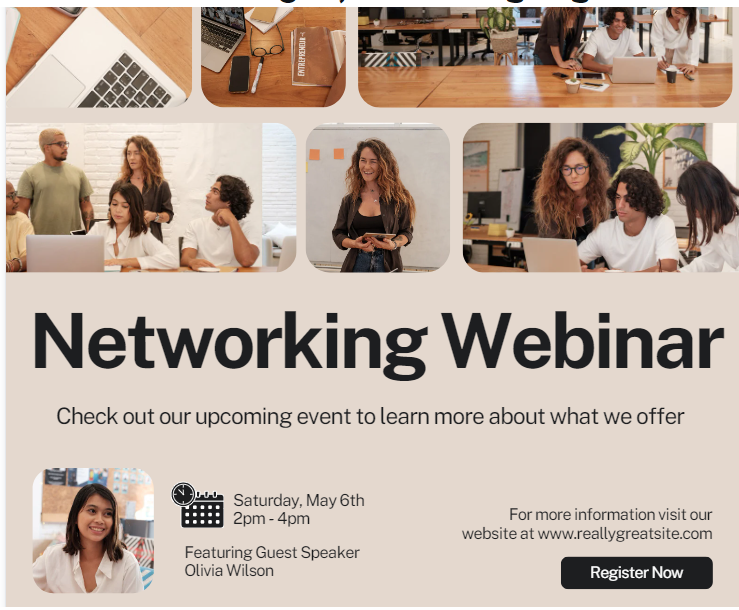 ENTREPRENEUR
Networking Webinar
Check out our upcoming event to learn more about what we offer
Saturday, May 6th
2pm - 4pm
Featuring Guest Speaker
Olivia Wilson
For more information visit our
website at www.reallygreatsite.com
Register Now